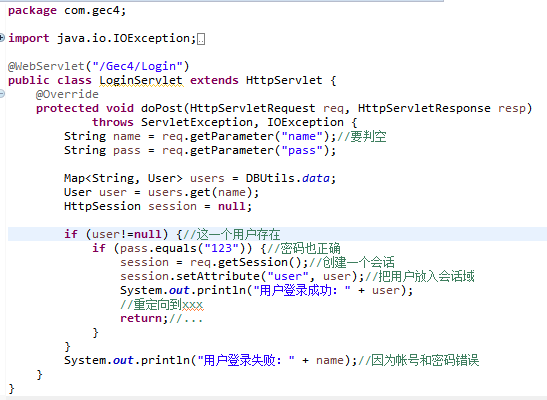 package com.gec4;
import java.io.IOException;
@WebServlet("/Gec4/Login")
public class LoginServlet extends HttpServlet {
@Override
protected void doPost(HttpServletRequest req, HttpServletResponse resp)
throws ServletException, IOException {
String name = req.getParameter("name");//要判空
String pass = req.getParameter("pass");
Map<String, User> users = DBUtils.data;
User user = users.get(name);
HttpSession session = null;
if (user!=null) {//这一个用户存在
if (pass.equals("123")) {//密码也正确
session = req.getSession();//创建一个会话
session.setAttribute("user", user);//把用户放入会话域
System.out.println("用户登录成功：" + user);
//重定向到xxx
return;//...
}
}
System.out.println("用户登录失败：" + name);//因为帐号和密码错误
}
}